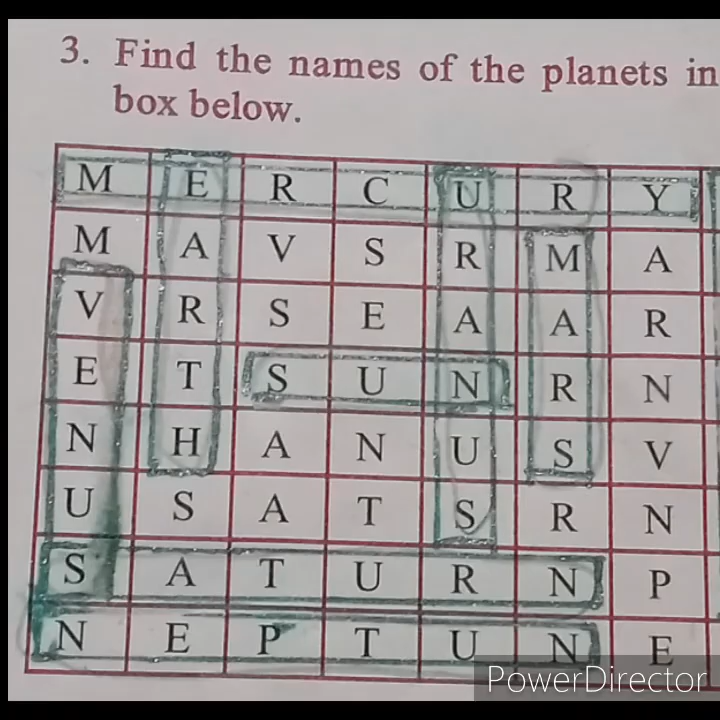 3. Find the names of the planets in
box below.
M E R C U R Y
M A V S R M A
V R S E A A R
E T S U N R N
N H A N U S V
U S A T S R N
S A T U R N P
N E P T U N E
PowerDirector